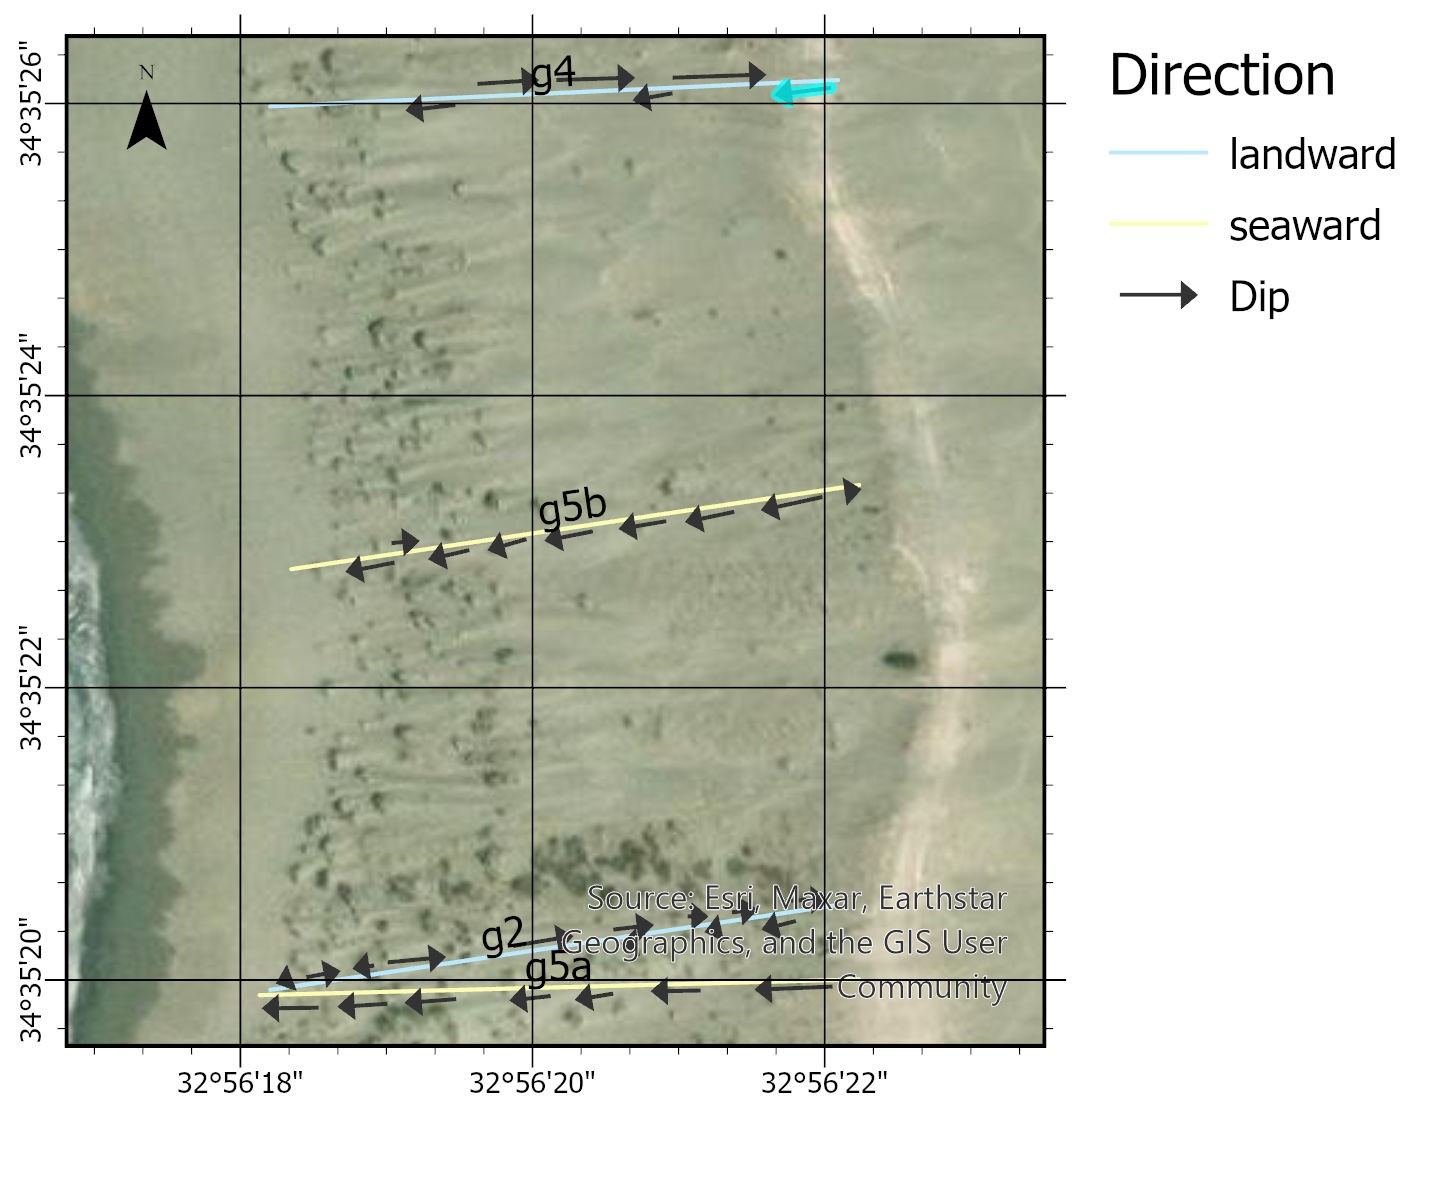 N
g4
g5b
g2
g5a
34°35'26"
34°35'24"
34°35'22"
34°35'20"
32°56'18"
32°56'20"
32°56'22"
Source: Esri, Maxar, Earthstar
Geographics, and the GIS User
Community
Direction
landward
seaward
Dip